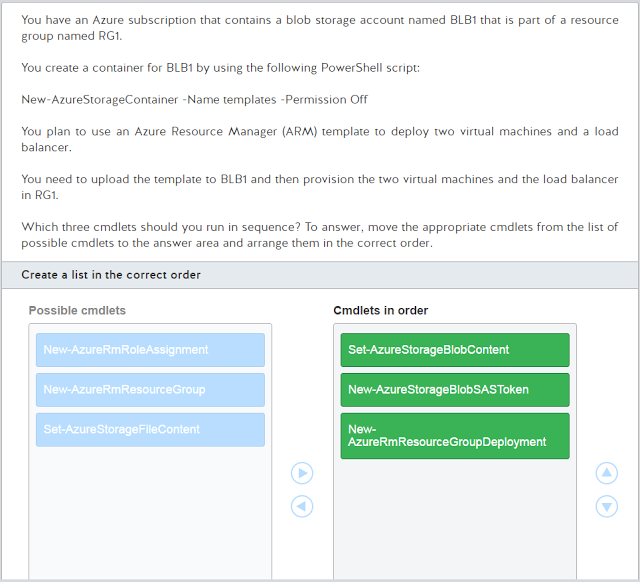 You have an Azure subscription that contains a blob storage account named BLB1 that is part of a resource
group named RG1.
You create a container for BLB1 by using the following PowerShell script:
New-AzureStorageContainer -Name templates -Permission Off
You plan to use an Azure Resource Manager (ARM) template to deploy two virtual machines and a load
balancer.
You need to upload the template to BLB1 and then provision the two virtual machines and the load balancer
in RG1.
Which three cmdlets should you run in sequence? To answer, move the appropriate cmdlets from the list of
possible cmdlets to the answer area and arrange them in the correct order.
Create a list in the correct order
Possible cmdlets
New-AzureRmRoleAssignment
New-AzureRmResourceGroup
Set-AzureStorageFileContent
Cmdlets in order
Set-AzureStorageBlobContent
New-AzureStorageBlobSASToken
New-
AzureRmResourceGroupDeployment